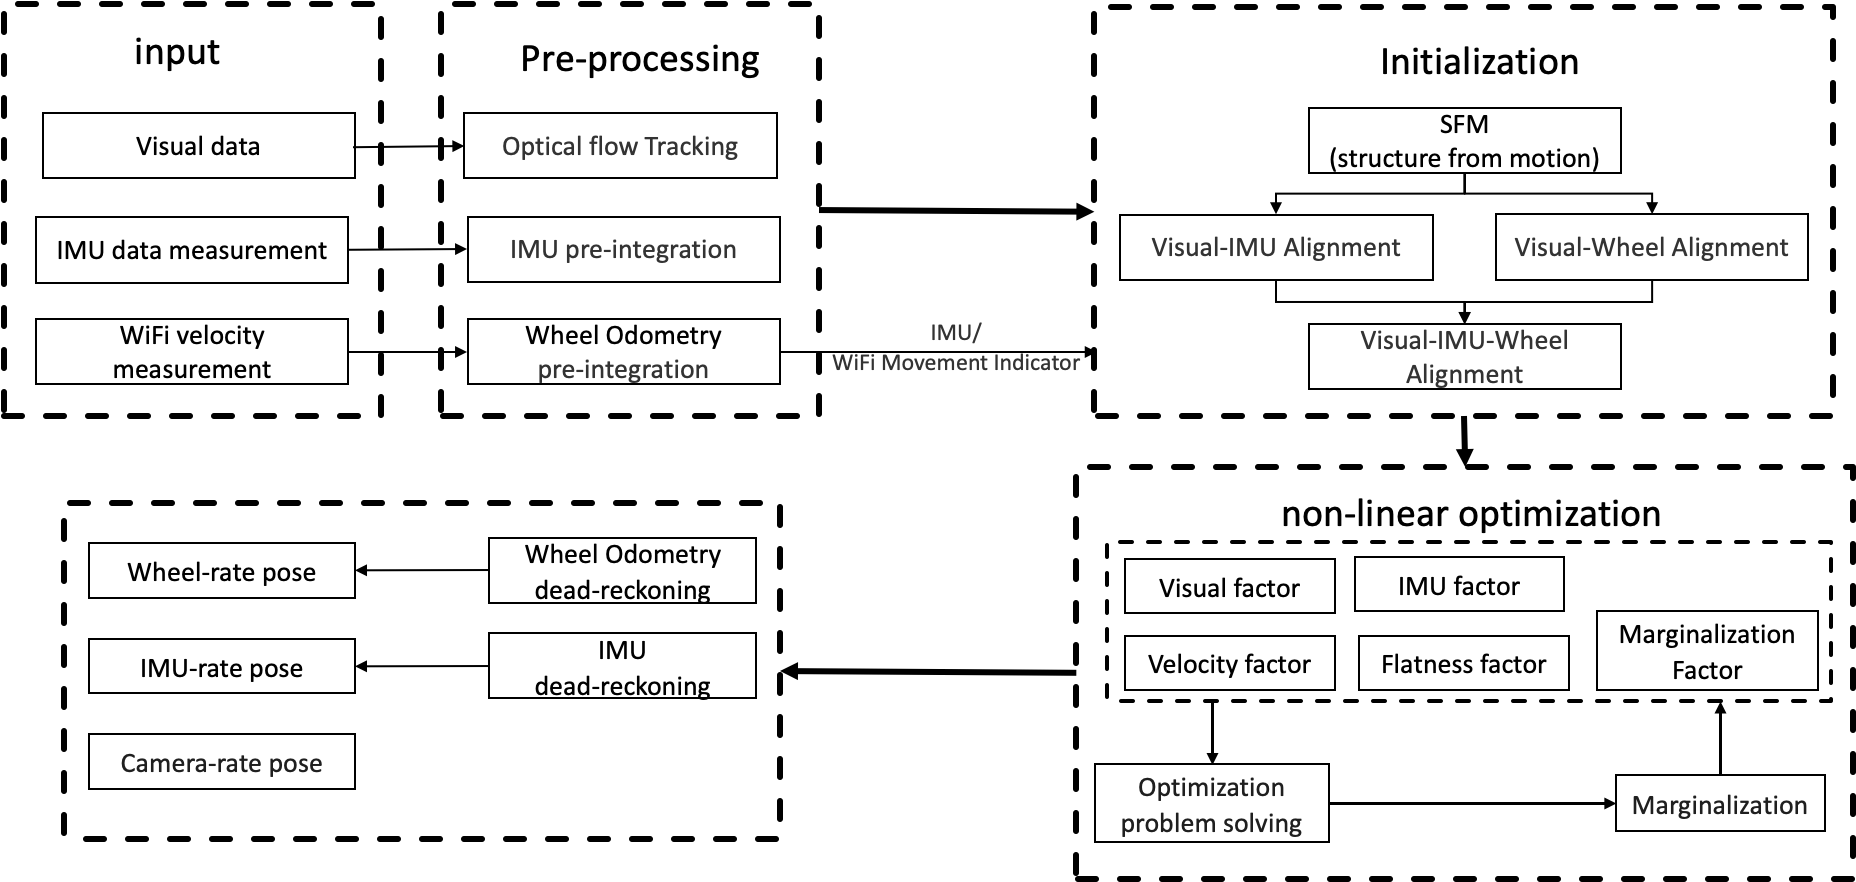 input
Visual data
IMU data measurement
WiFi velocity
measurement
Pre-processing
Optical flow Tracking
IMU pre-integration
Wheel Odometry
pre-integration
IMU/
WiFi Movement Indicator
Initialization
SFM
(structure from motion)
Visual-IMU Alignment
Visual-Wheel Alignment
Visual-IMU-Wheel
Alignment
non-linear optimization
Visual factor
IMU factor
Velocity factor
Flatness factor
Marginalization
Factor
Optimization
problem solving
Marginalization
Wheel Odometry
dead-reckoning
Wheel-rate pose
IMU
dead-reckoning
IMU-rate pose
Camera-rate pose